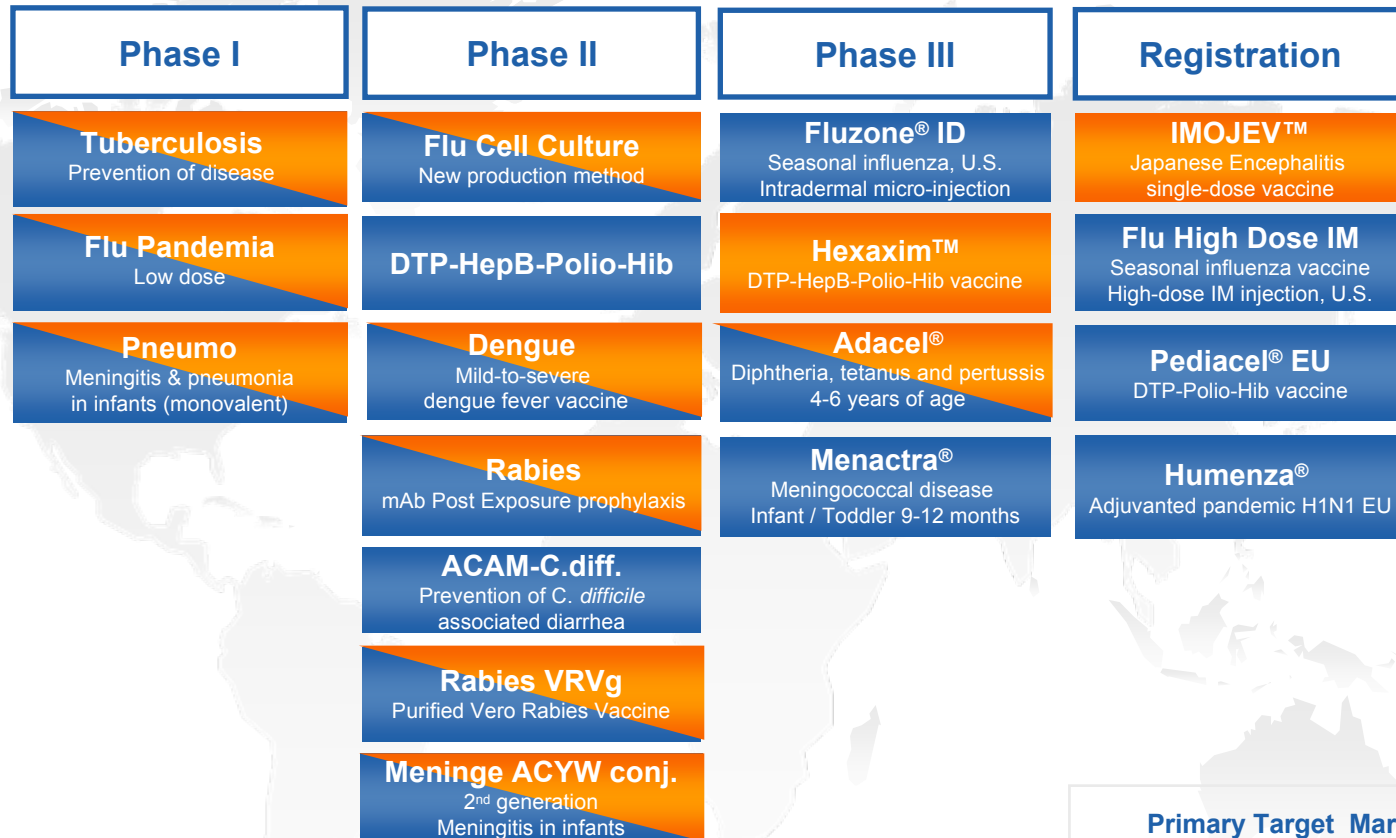 Phase I
Tuberculosis
Prevention of disease
Flu Pandemia
Low dose
Pneumo
Meningitis & pneumonia
in infants (monovalent)
Phase II
Flu Cell Culture
New production method
DTP-HepB-Polio-Hib
Dengue
Mild-to-severe
dengue fever vaccine
Rabies
mAb Post Exposure prophylaxis
ACAM-C.diff.
Prevention of C. difficile
associated diarrhea
Rabies VRVg
Purified Vero Rabies Vaccine
Meninge ACYW conj.
2nd generation
Meningitis in infants
Phase III
Fluzone® ID
Seasonal influenza, U.S.
Intradermal micro-injection
Hexaxim™
DTP-HepB-Polio-Hib vaccine
Adacel®
Diphtheria, tetanus and pertussis
4-6 years of age
Menactra®
Meningococcal disease
Infant / Toddler 9-12 months
Registration
IMOJEV™
Japanese Encephalitis
single-dose vaccine
Flu High Dose IM
Seasonal influenza vaccine
High-dose IM injection, U.S.
Pediacel® EU
DTP-Polio-Hib vaccine
Humenza®
Adjuvanted pandemic H1N1 EU
Primary Target Mar